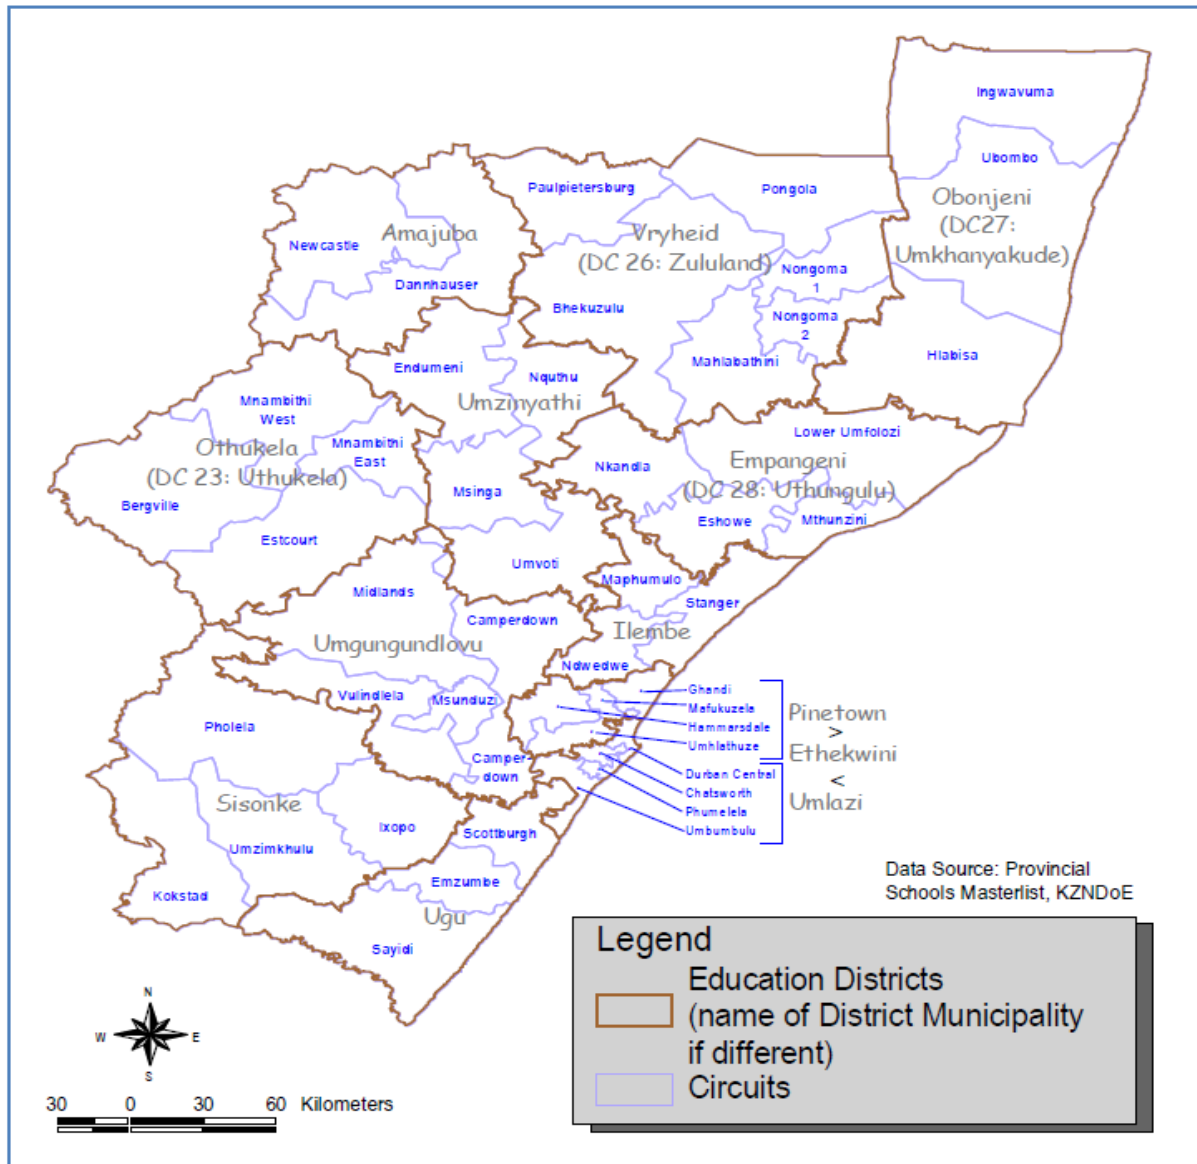 Ingwavuma
Ubombo
Obonjeni
(DC27:
Umkhanyakude)
Hlabisa
Paulpietersburg
Pongola
Vryheid
(DC 26: Zululand)
Nongoma
1
Nongoma
2
Bhekuzulu
Mahlabathini
Newcastle
Amajuba
Dannhauser
Endumeni
Nquthu
Umzinyathi
Msinga
Umvoti
Mnambithi
West
Mnambithi
East
Othukela
(DC 23: Uthukela)
Bergville
Estcourt
Lower Umfolozi
Nkandla
Empangeni
(DC 28: Uthungulu)
Eshowe
Mthunzini
Maphumulo
Stanger
Ilembe
Ndwedwe
Midlands
Camperdown
Umgungundlovu
Vulindlela
Msunduzi
Camper-
down
Ghandi
Mafukuzela
Hammarsdale
Umhlathuze
Pinetown
>
Ethekwini
<
Umlazi
Durban Central
Chatsworth
Phumelela
Umbumbulu
Pholela
Sisonke
Ixopo
Umzimkhulu
Kokstad
Scottburgh
Emzumbe
Ugu
Sayidi
Data Source: Provincial
Schools Masterlist, KZNDoE
Legend
Education Districts
(name of District Municipality
if different)
Circuits
N
W E
S
30 0 30 60 Kilometers